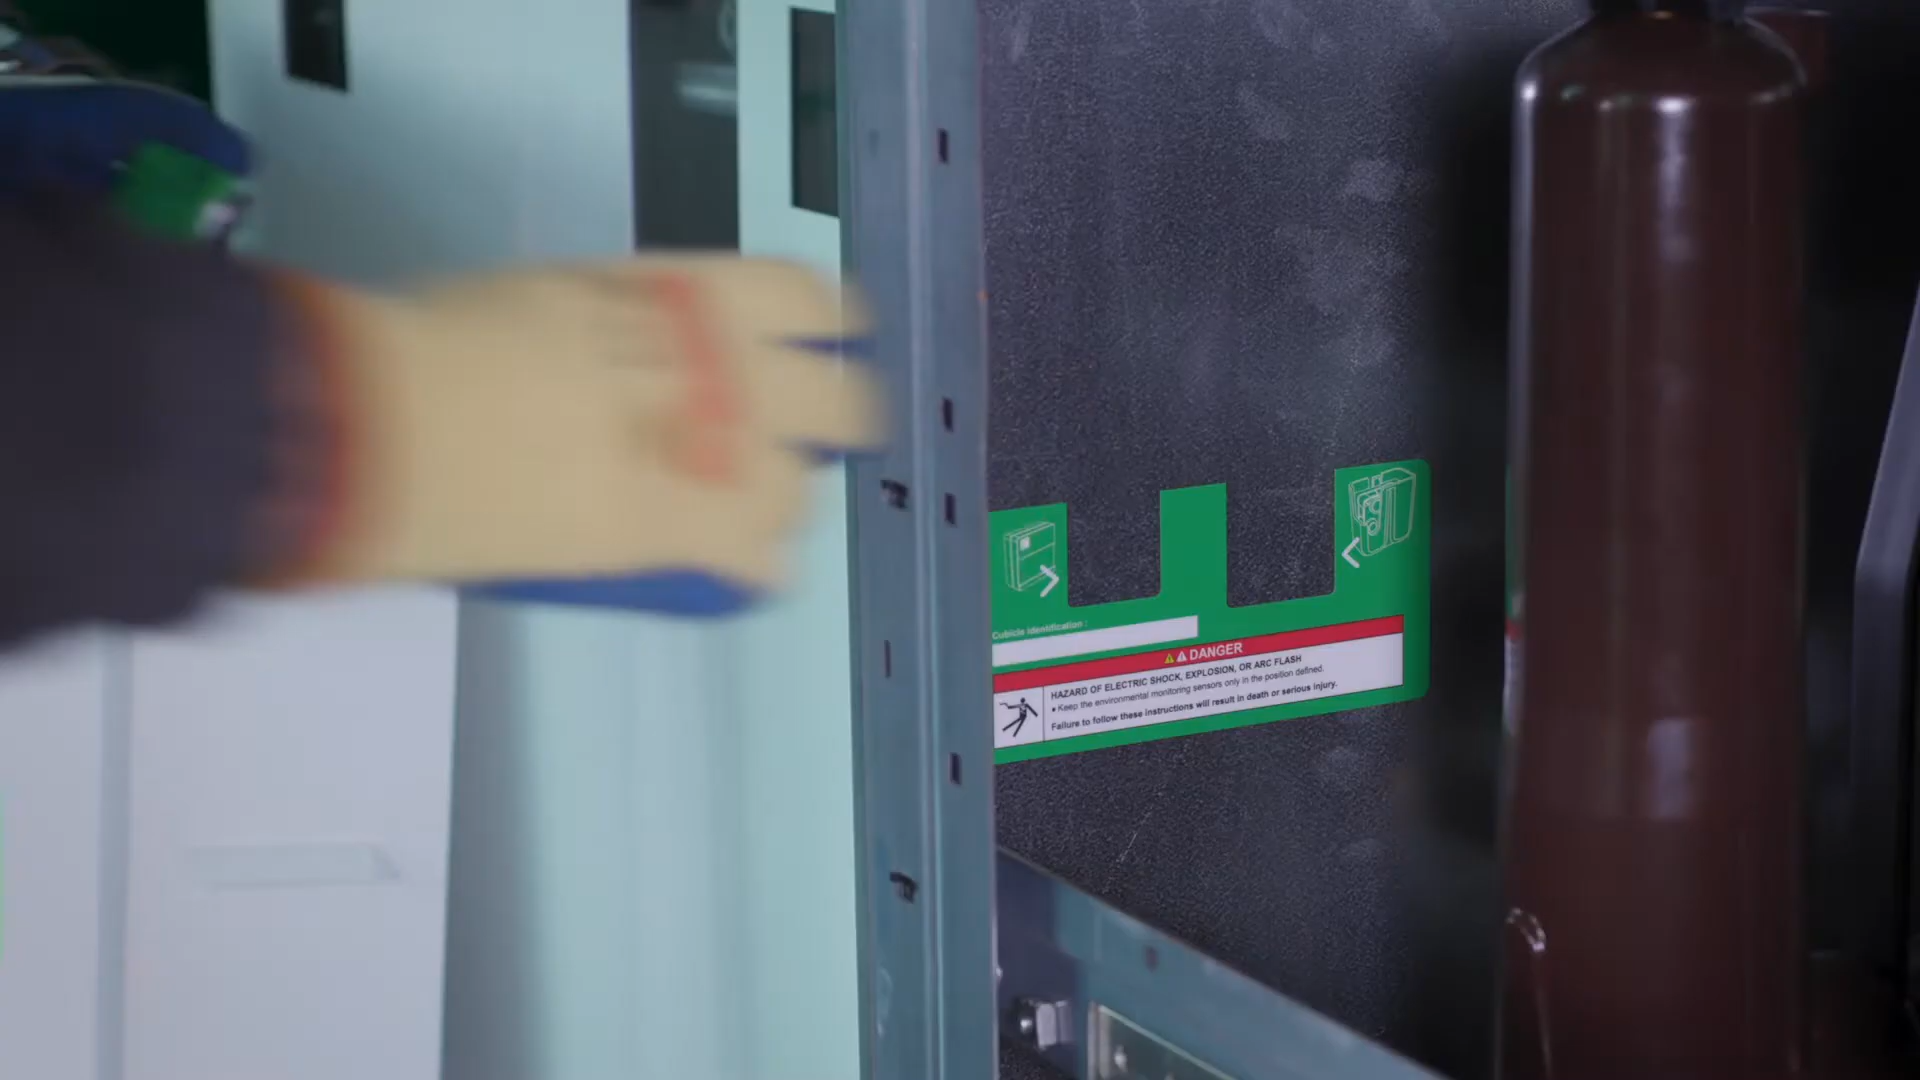 Cubicle Identification :
DANGER
HAZARD OF ELECTRIC SHOCK, EXPLOSION, OR ARC FLASH
• Keep the environmental monitoring sensors only in the position defined.
Failure to follow these instructions will result in death or serious injury.